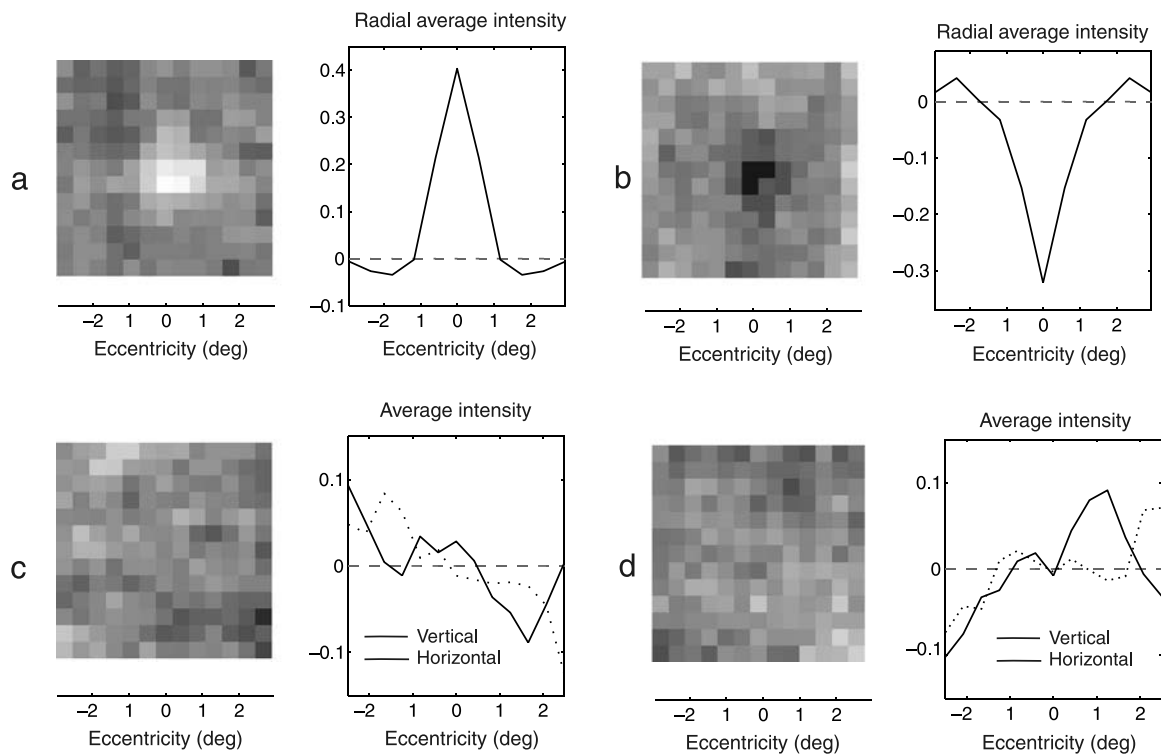 Radial average intensity
a
0.4
0.3
0.2
0.1
0
–0.1
–2 1 0 1 2
Eccentricity (deg)
–2 1 0 1 2
Eccentricity (deg)
Radial average intensity
b
0
–0.1
–0.2
–0.3
–2 1 0 1 2
Eccentricity (deg)
–2 1 0 1 2
Eccentricity (deg)
Average intensity
c
0.1
0
–0.1
Vertical
Horizontal
–2 1 0 1 2
Eccentricity (deg)
–2 1 0 1 2
Eccentricity (deg)
Average intensity
d
0.1
0
–0.1
Vertical
Horizontal
–2 1 0 1 2
Eccentricity (deg)
–2 1 0 1 2
Eccentricity (deg)